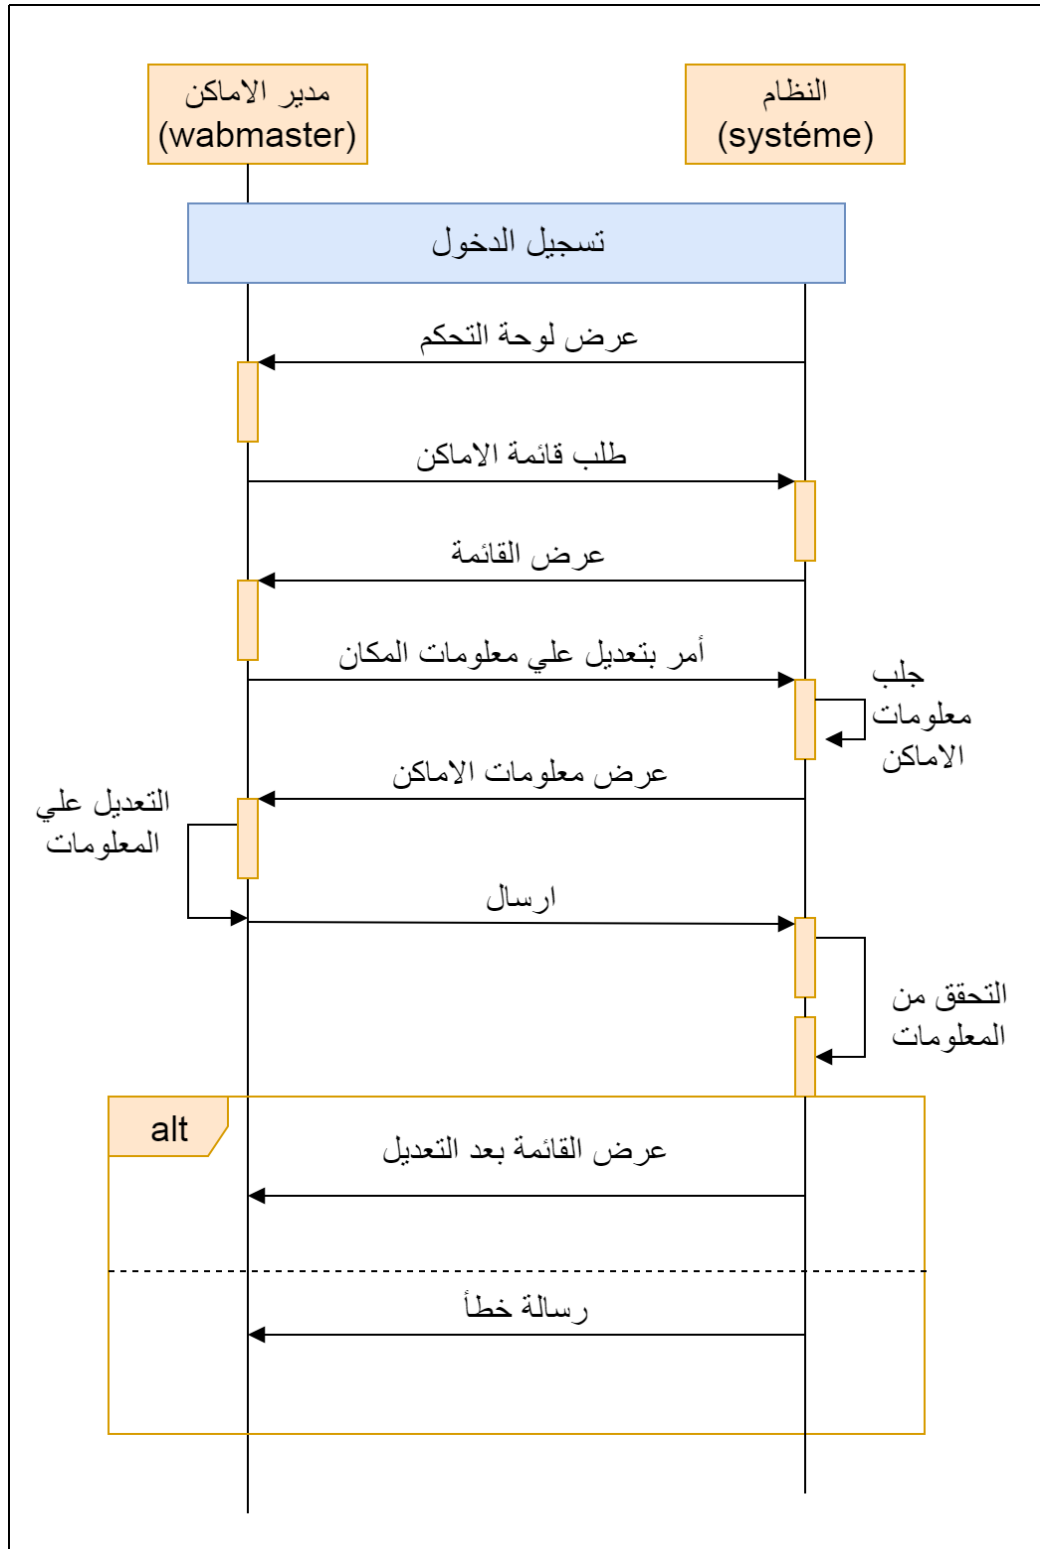 مدير الاماكن
(wabmaster)
النظام
(systéme)
تسجيل الدخول
عرض لوحة التحكم
طلب قائمة الاماكن
عرض القائمة
أمر بتعديل علي معلومات المكان
جلب
معلومات
الاماكن
عرض معلومات الاماكن
التعديل علي
المعلومات
ارسال
التحقق من
المعلومات
alt
عرض القائمة بعد التعديل
رسالة خطأ